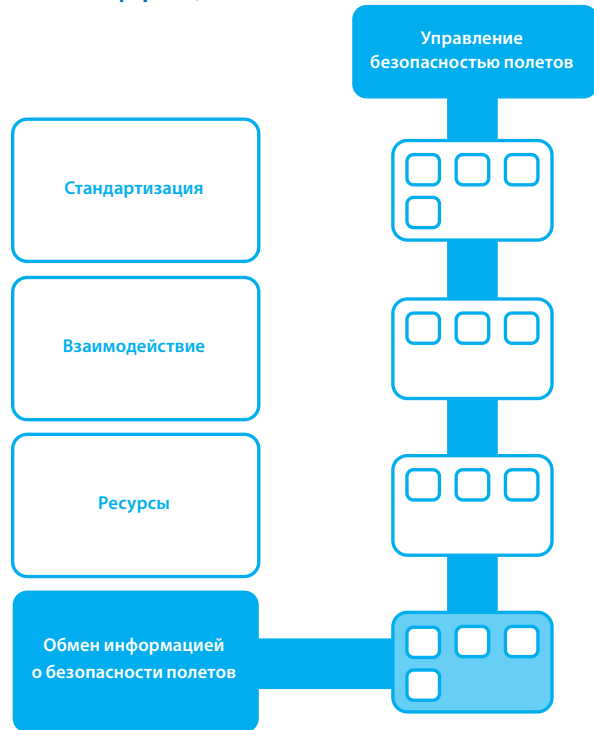 Управление
безопасностью полетов
Стандартизация
Взаимодействие
Ресурсы
Обмен информацией
о безопасности полетов